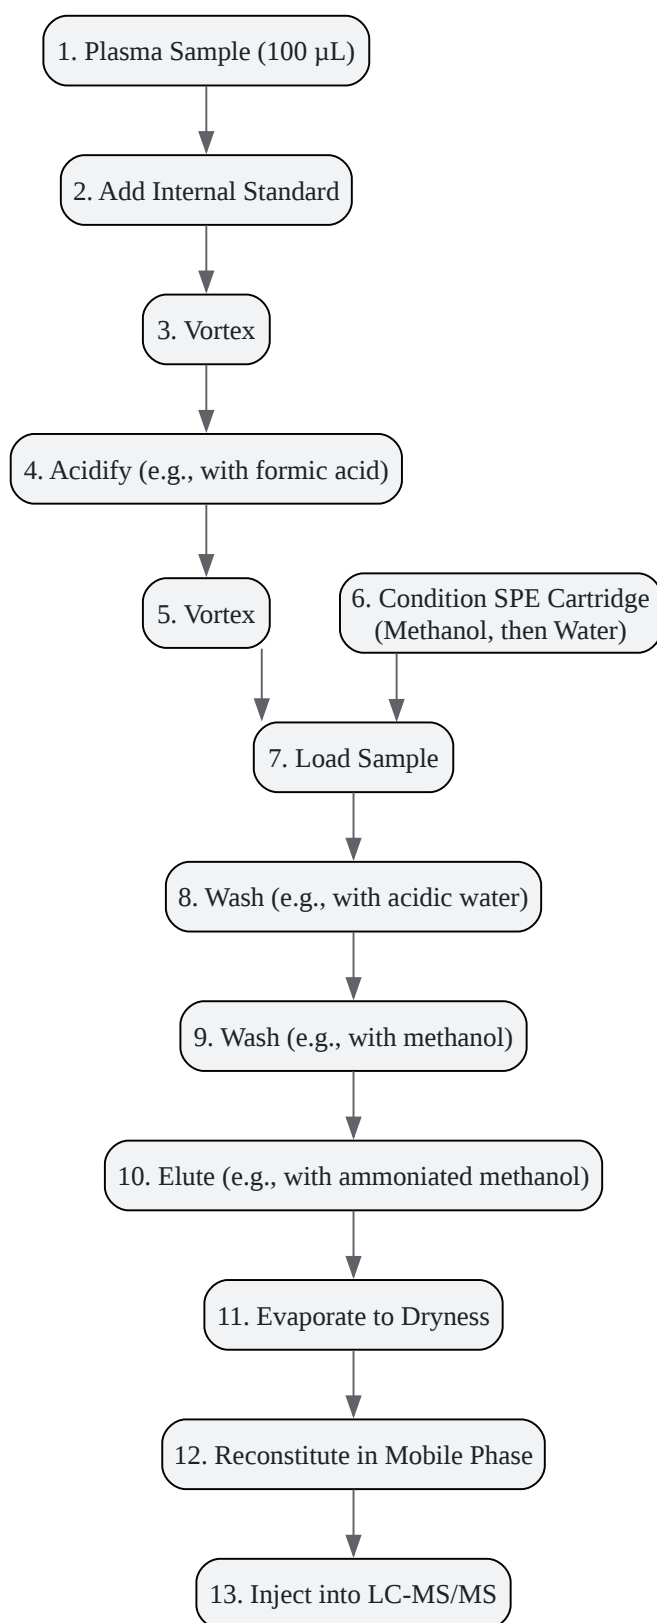 1. Plasma Sample (100 µL)
2. Add Internal Standard
3. Vortex
4. Acidify (e.g., with formic acid)
5. Vortex
6. Condition SPE Cartridge
(Methanol, then Water)
7. Load Sample
8. Wash (e.g., with acidic water)
9. Wash (e.g., with methanol)
10. Elute (e.g., with ammoniated methanol)
11. Evaporate to Dryness
12. Reconstitute in Mobile Phase
13. Inject into LC-MS/MS